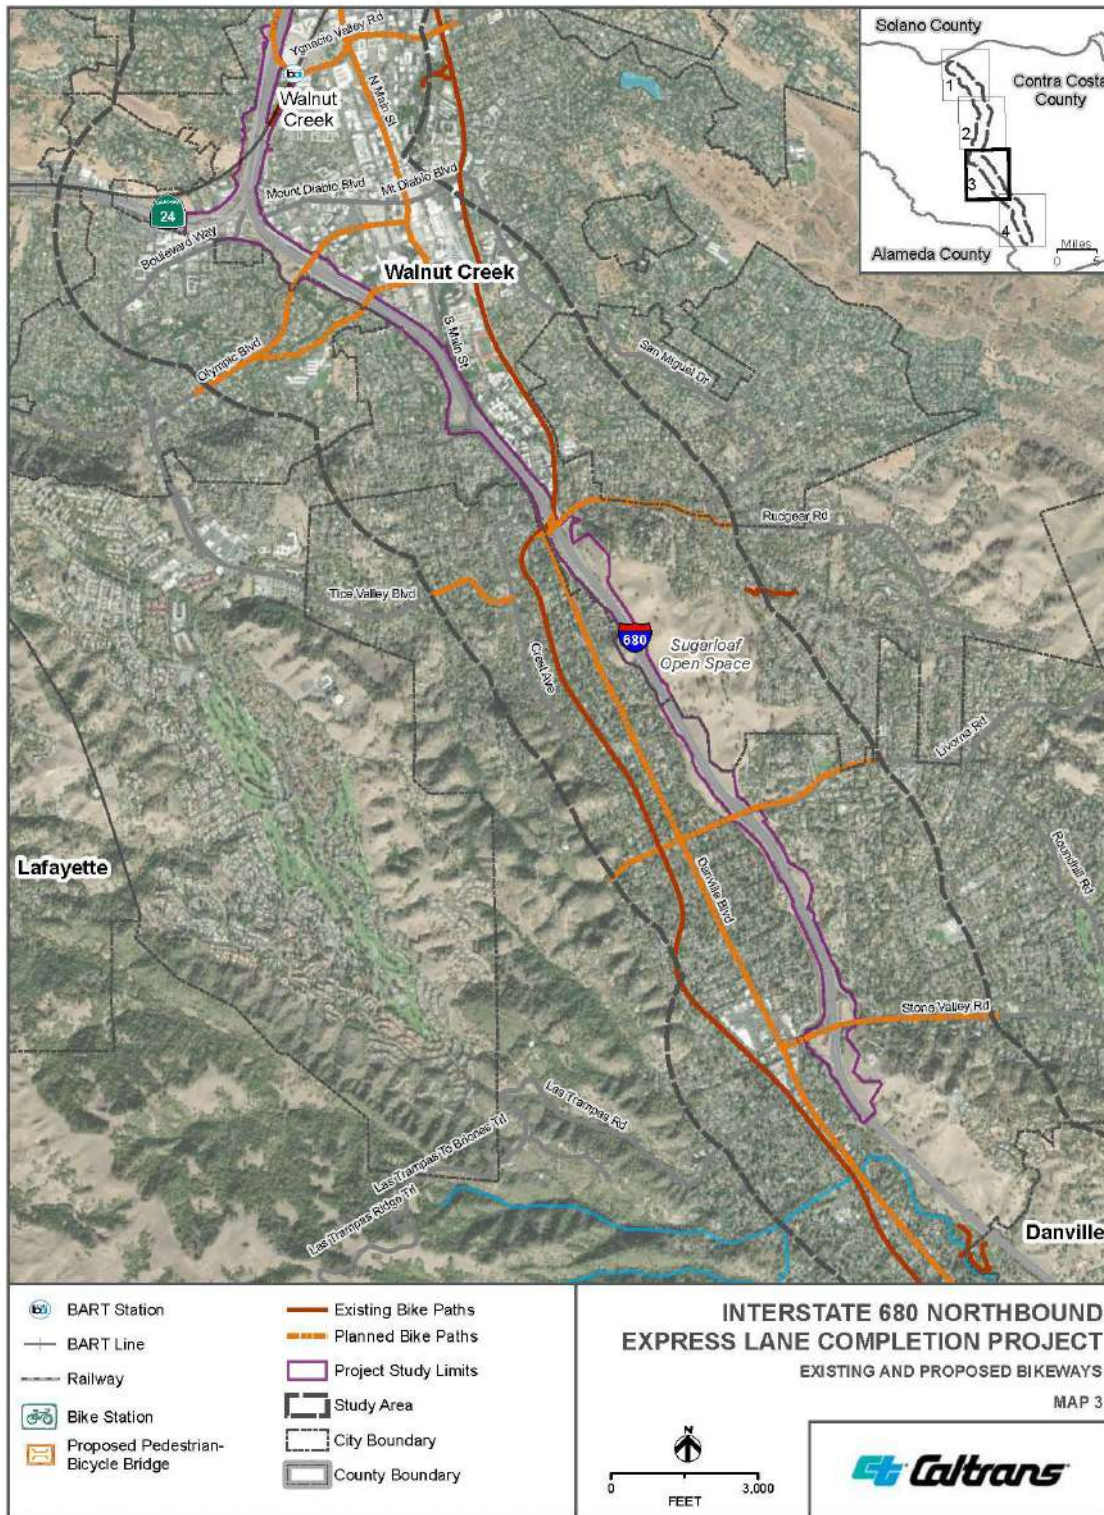 Solano County
Contra Costa
County
1
2
3
4
Miles
0 5
Alameda County
Ygnacio Valley Rd
Walnut
Creek
N Main St
Mount Diablo Blvd
Mt Diablo Blvd
24
Boulevard Way
Walnut Creek
S Main St
Olympic Blvd
San Miguel Dr
Rudgear Rd
Tice Valley Blvd
680
Sugarloaf
Open Space
Crest Ave
Livorna Rd
Roundhill Rd
Lafayette
Danville Blvd
Stone Valley Rd
Las Trampas Rd
Las Trampas To Briones Trl
Las Trampas Ridge Trl
Danville
BART Station
BART Line
Railway
Bike Station
Proposed Pedestrian-
Bicycle Bridge
Existing Bike Paths
Planned Bike Paths
Project Study Limits
Study Area
City Boundary
County Boundary
INTERSTATE 680 NORTHBOUND
EXPRESS LANE COMPLETION PROJECT
EXISTING AND PROPOSED BIKEWAYS
MAP 3
N
0 3,000
FEET
Caltrans